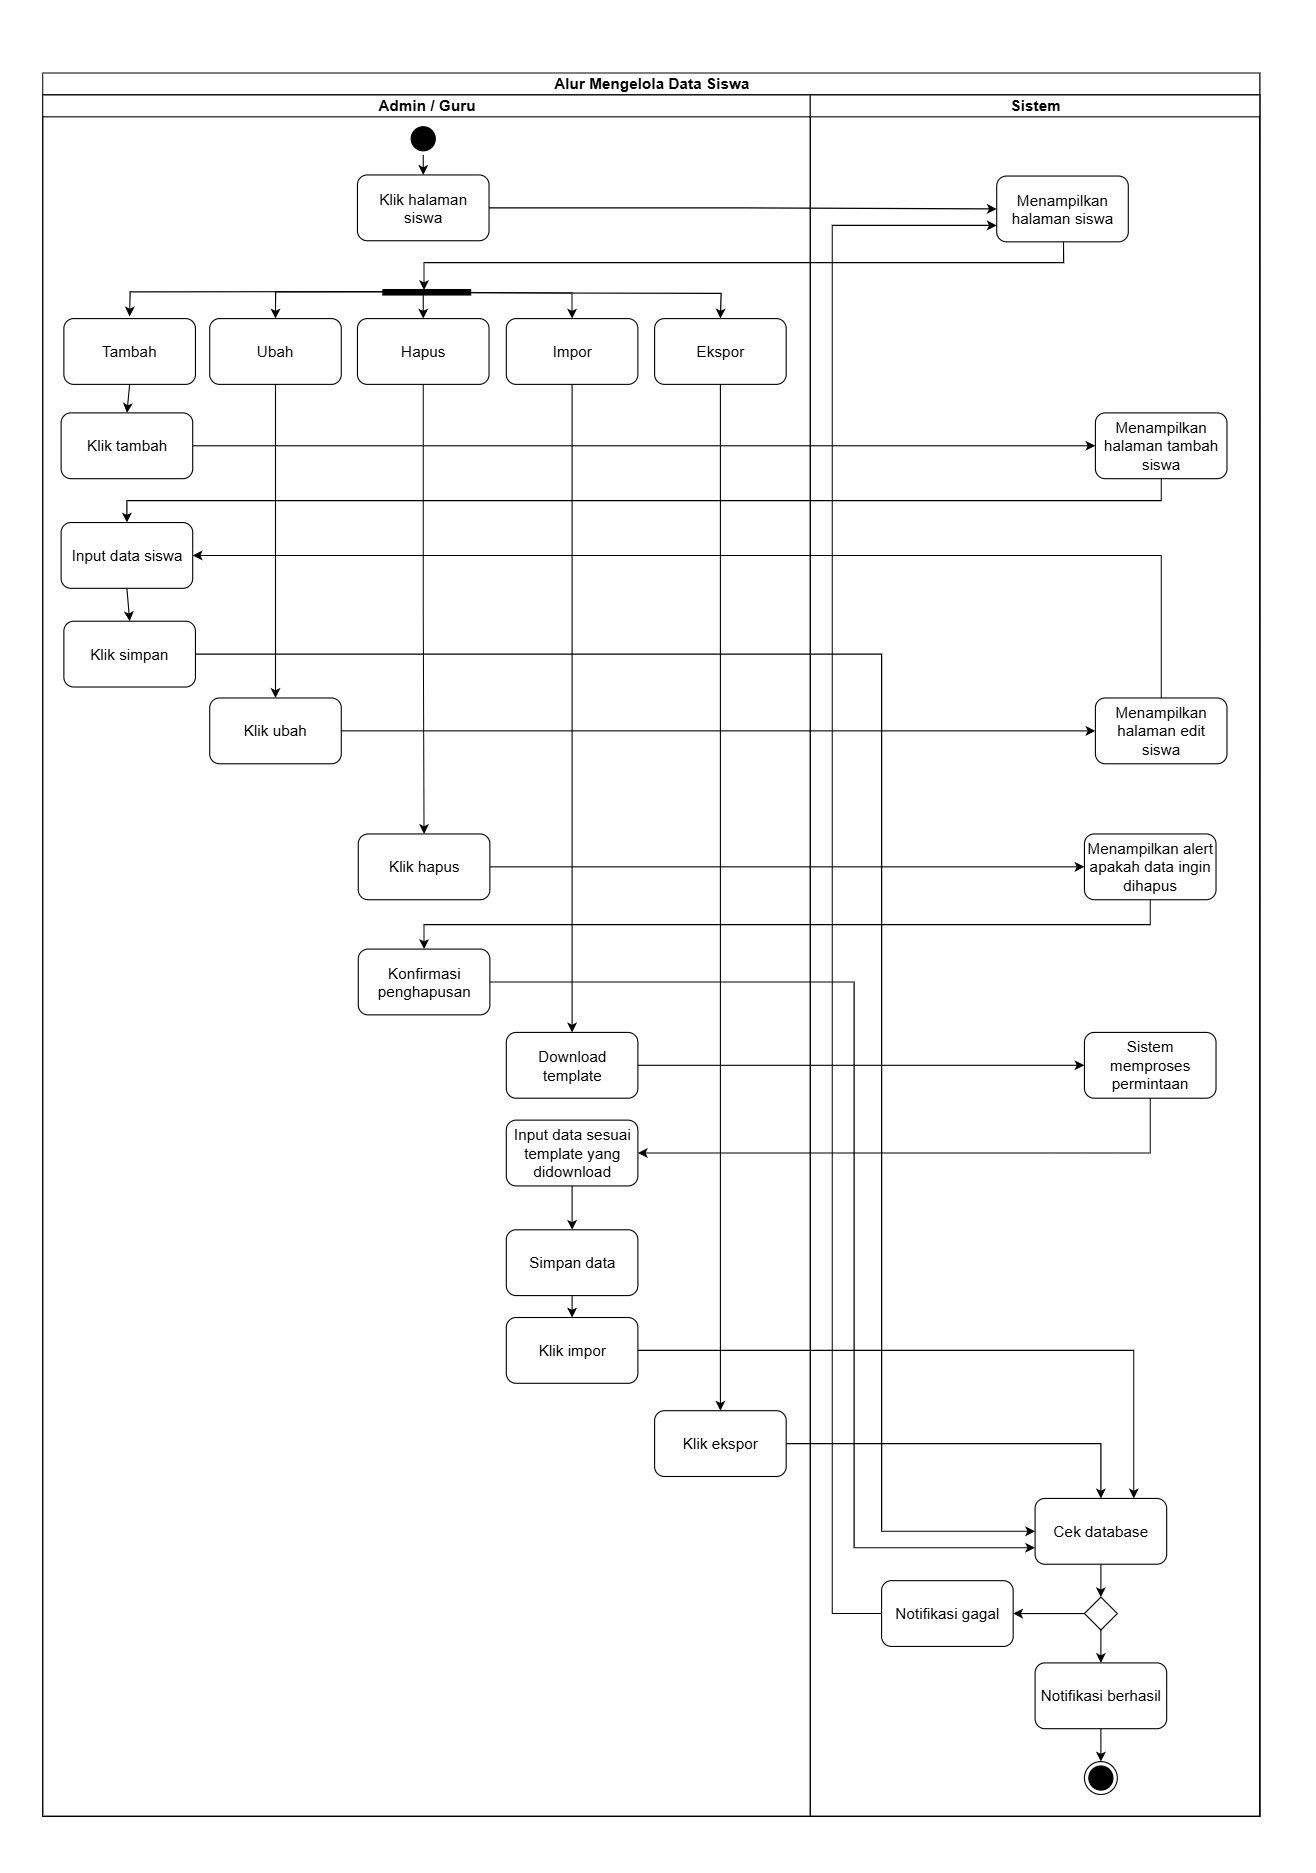 Alur Mengelola Data Siswa
Admin / Guru
Sistem
Klik halaman
siswa
Menampilkan
halaman siswa
Tambah
Ubah
Hapus
Impor
Ekspor
Klik tambah
Menampilkan
halaman tambah
siswa
Input data siswa
Klik simpan
Klik ubah
Menampilkan
halaman edit
siswa
Klik hapus
Menampilkan alert
apakah data ingin
dihapus
Konfirmasi
penghapusan
Download
template
Sistem
memproses
permintaan
Input data sesuai
template yang
didownload
Simpan data
Klik impor
Klik ekspor
Cek database
Notifikasi gagal
Notifikasi berhasil